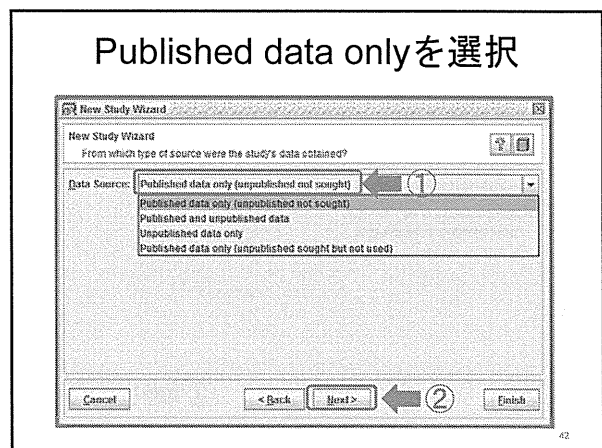 Published data onlyを選択
New Study Wizard
New Study Wizard
From which type of source were the study's data obtained?
Data Source: Published data only (unpublished not sought) ①
Published data only (unpublished not sought)
Published and unpublished data
Unpublished data only
Published data only (unpublished sought but not used)
Cancel < Back Next > ② Finish
42